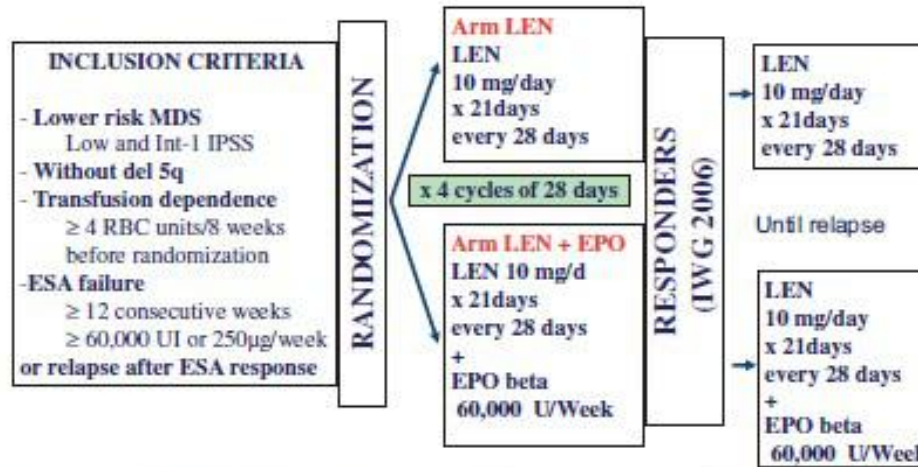 INCLUSION CRITERIA
- Lower risk MDS
Low and Int-1 IPSS
- Without del 5q
- Transfusion dependence
≥ 4 RBC units/8 weeks
before randomization
-ESA failure
≥ 12 consecutive weeks
≥ 60,000 UI or 250µg/week
or relapse after ESA response
RANDOMIZATION
Arm LEN
LEN
10 mg/day
x 21days
every 28 days
x 4 cycles of 28 days
Arm LEN + EPO
LEN 10 mg/d
x 21days
every 28 days
+
EPO beta
60,000 U/Week
RESPONDERS
(IWG 2006)
LEN
10 mg/day
x 21days
every 28 days
Until relapse
LEN
10 mg/day
x 21days
every 28 days
+
EPO beta
60,000 U/Week